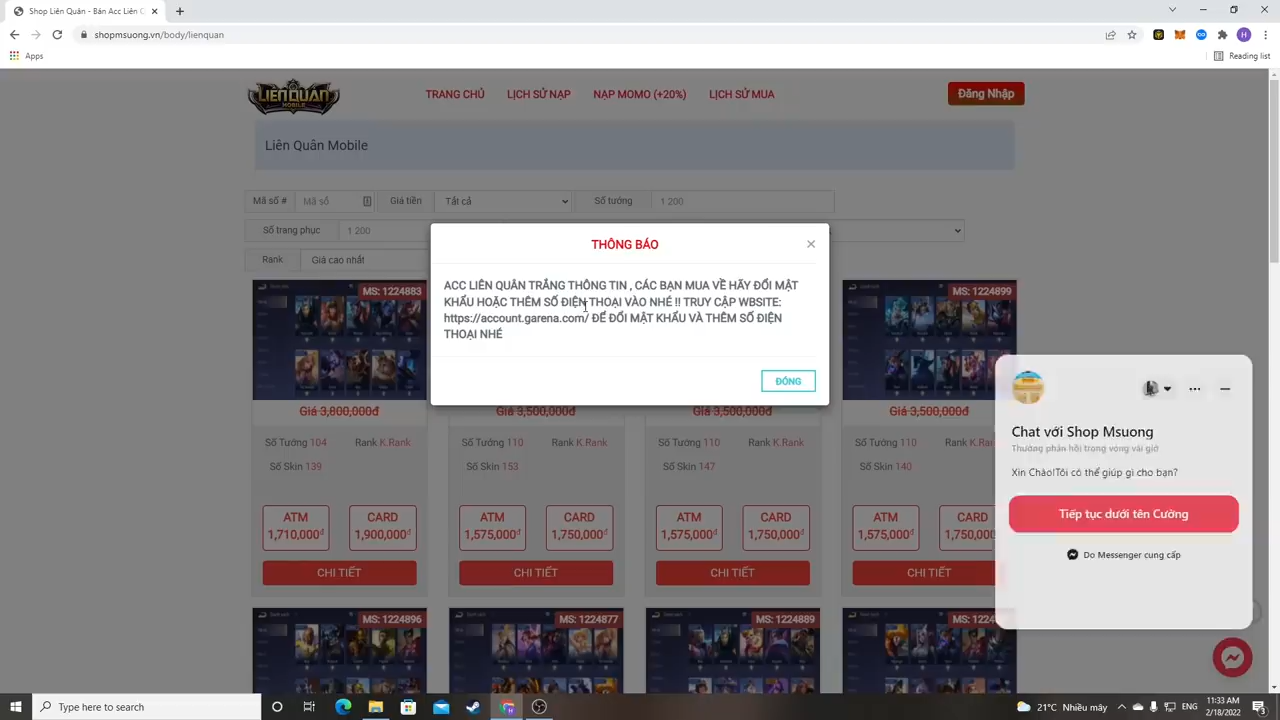 Shop Liên Quân - Bán Acc Liên Q
shopmsuong.vn/body/lienquan
Apps
Reading list
H
LIÊN QUÂN
MOBILE
TRANG CHỦ
LỊCH SỬ NẠP
NẠP MOMO (+20%)
LỊCH SỬ MUA
Đăng Nhập
Liên Quân Mobile
Mã số #
Mã số
Giá tiền
Tất cả
Số tướng
1 200
Số trang phục
1 200
Rank
Giá cao nhất
THÔNG BÁO
×
ACC LIÊN QUÂN TRẮNG THÔNG TIN , CÁC BẠN MUA VỀ HÃY ĐỔI MẬT
KHẨU HOẶC THÊM SỐ ĐIỆN THOẠI VÀO NHÉ !! TRUY CẬP WBSITE:
https://account.garena.com/ ĐỂ ĐỔI MẬT KHẨU VÀ THÊM SỐ ĐIỆN
THOẠI NHÉ
ĐÓNG
MS: 1224883
MS: 1224899
Giá 3,800,000đ
Giá 3,500,000đ
Giá 3,500,000đ
Giá 3,500,000đ
Số Tướng 104
Rank K.Rank
Số Tướng 110
Rank K.Rank
Số Tướng 110
Rank K.Rank
Số Tướng 110
Rank K.Ran
Số Skin 139
Số Skin 153
Số Skin 147
Số Skin 140
ATM
1,710,000đ
CARD
1,900,000đ
ATM
1,575,000đ
CARD
1,750,000đ
ATM
1,575,000đ
CARD
1,750,000đ
ATM
1,575,000đ
CARD
1,750,000
CHI TIẾT
CHI TIẾT
CHI TIẾT
CHI TIẾT
MS: 1224896
MS: 1224877
MS: 1224889
Chat với Shop Msuong
Thường phản hồi trong vòng vài giờ
Xin Chào!Tôi có thể giúp gì cho bạn?
Tiếp tục dưới tên Cường
Do Messenger cung cấp
Type here to search
21°C Nhiều mây
ENG
11:33 AM
2/18/2022
3